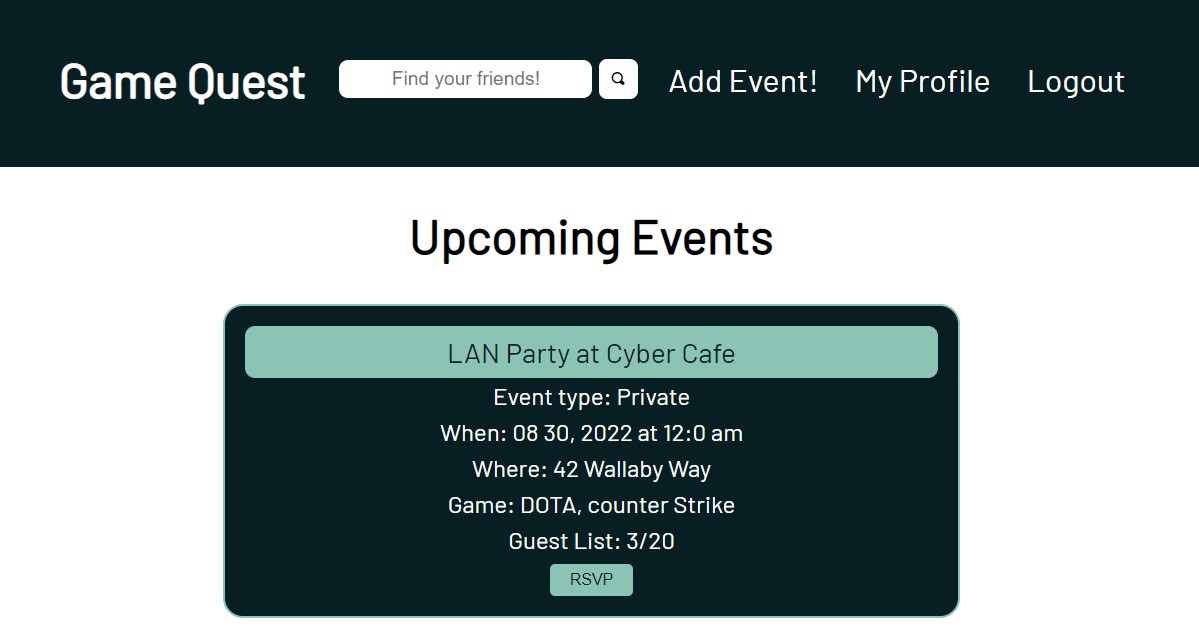 Game Quest
Find your friends!
Add Event!
My Profile
Logout
Upcoming Events
LAN Party at Cyber Cafe
Event type: Private
When: 08 30, 2022 at 12:0 am
Where: 42 Wallaby Way
Game: DOTA, counter Strike
Guest List: 3/20
RSVP